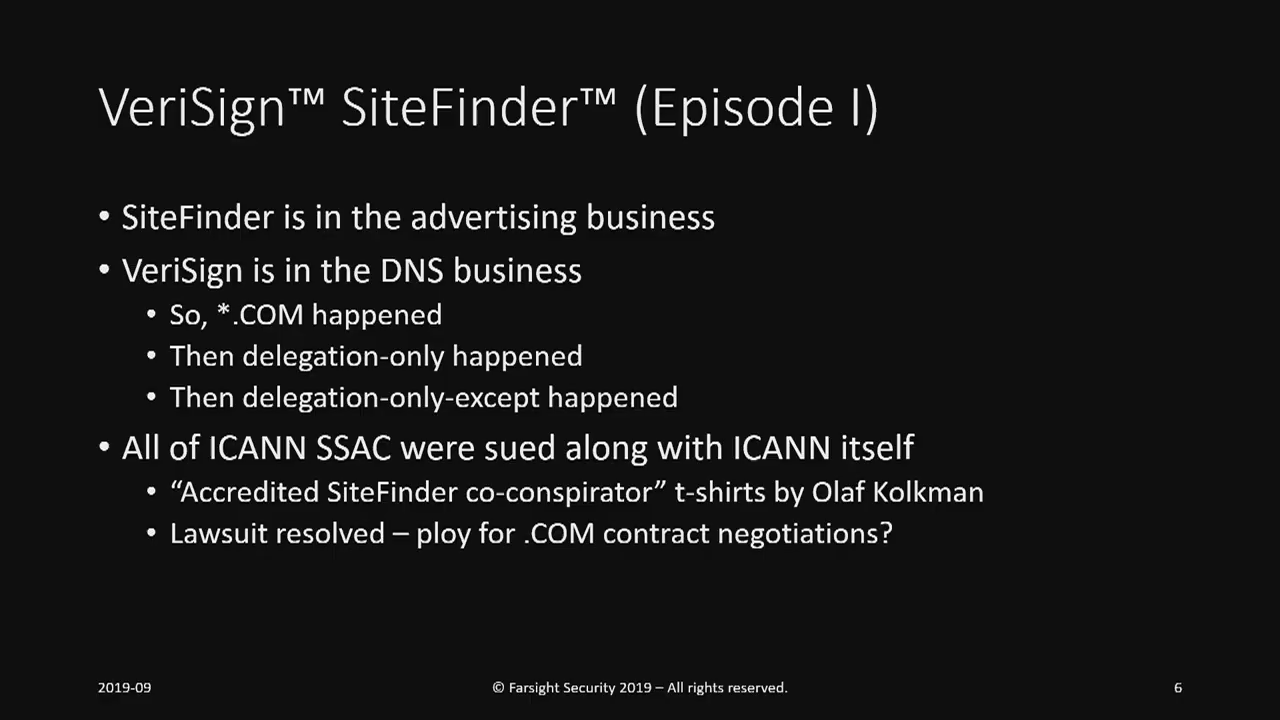 VeriSign™ SiteFinder™ (Episode I)
• SiteFinder is in the advertising business
• VeriSign is in the DNS business
• So, *.COM happened
• Then delegation-only happened
• Then delegation-only-except happened
• All of ICANN SSAC were sued along with ICANN itself
• “Accredited SiteFinder co-conspirator” t-shirts by Olaf Kolkman
• Lawsuit resolved – ploy for .COM contract negotiations?
2019-09 © Farsight Security 2019 – All rights reserved. 6